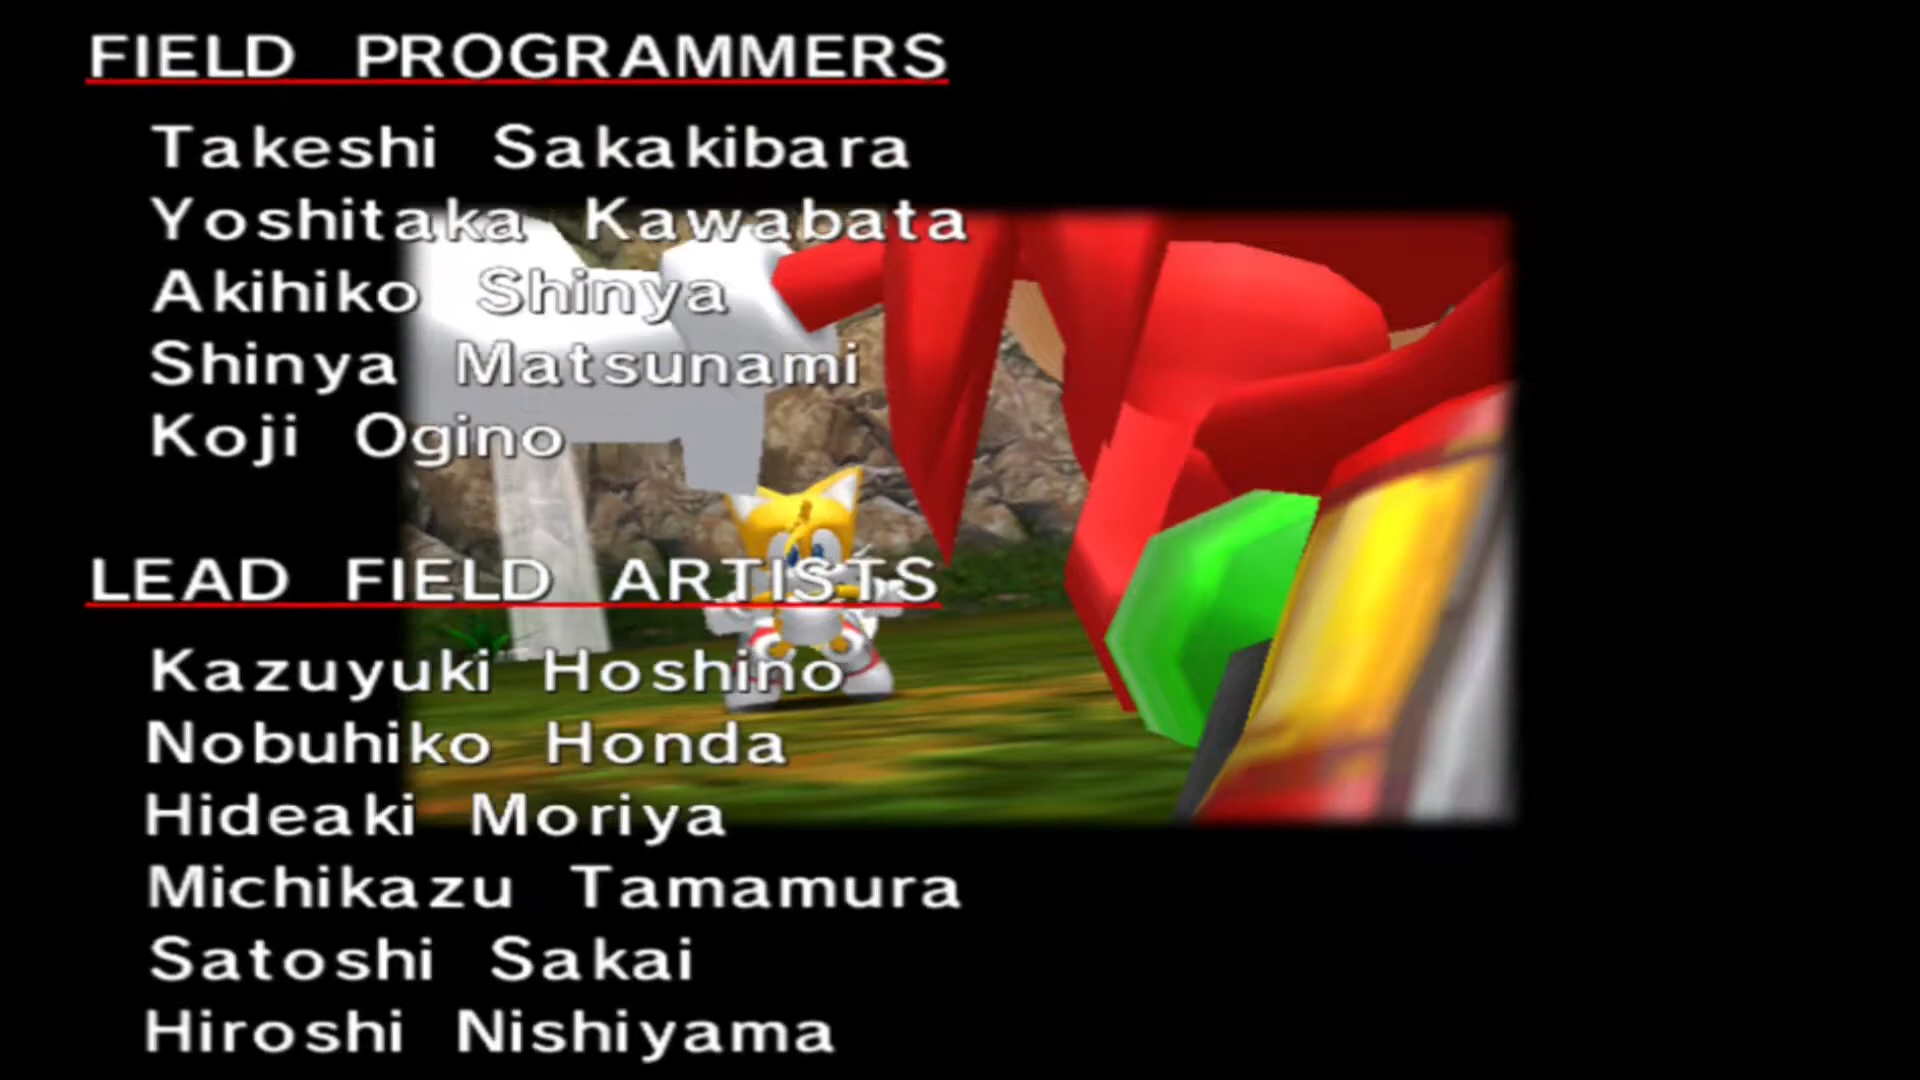 FIELD PROGRAMMERS
Takeshi Sakakibara
Yoshitaka Kawabata
Akihiko Shinya
Shinya Matsunami
Koji Ogino
LEAD FIELD ARTISTS
Kazuyuki Hoshino
Nobuhiko Honda
Hideaki Moriya
Michikazu Tamamura
Satoshi Sakai
Hiroshi Nishiyama